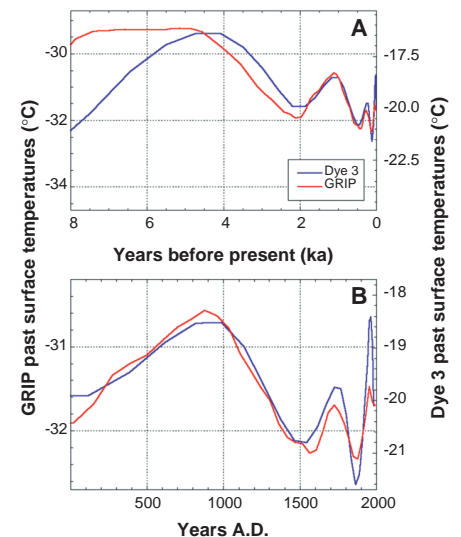 A
-30
-32
-34
-17.5
-20.0
-22.5
Dye 3
GRIP
8
6
4
2
0
Years before present (ka)
GRIP past surface temperatures (°C)
Dye 3 past surface temperatures (°C)
B
-31
-32
-18
-19
-20
-21
500
1000
1500
2000
Years A.D.